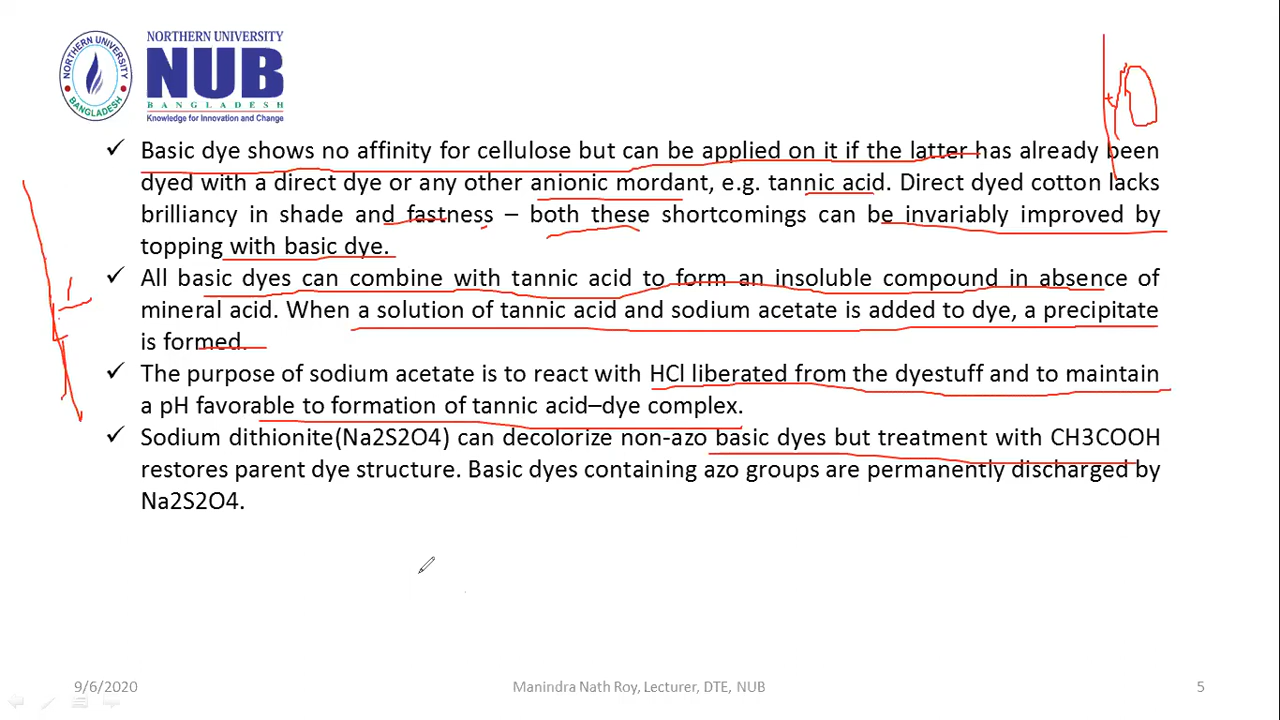 NORTHERN UNIVERSITY
NUB
BANGLADESH
Knowledge for Innovation and Change
NORTHERN UNIVERSITY
BANGLADESH
✓ Basic dye shows no affinity for cellulose but can be applied on it if the latter has already been
dyed with a direct dye or any other anionic mordant, e.g. tannic acid. Direct dyed cotton lacks
brilliancy in shade and fastness – both these shortcomings can be invariably improved by
topping with basic dye.
✓ All basic dyes can combine with tannic acid to form an insoluble compound in absence of
mineral acid. When a solution of tannic acid and sodium acetate is added to dye, a precipitate
is formed.
✓ The purpose of sodium acetate is to react with HCl liberated from the dyestuff and to maintain
a pH favorable to formation of tannic acid–dye complex.
✓ Sodium dithionite(Na2S2O4) can decolorize non-azo basic dyes but treatment with CH3COOH
restores parent dye structure. Basic dyes containing azo groups are permanently discharged by
Na2S2O4.
9/6/2020
Manindra Nath Roy, Lecturer, DTE, NUB
5